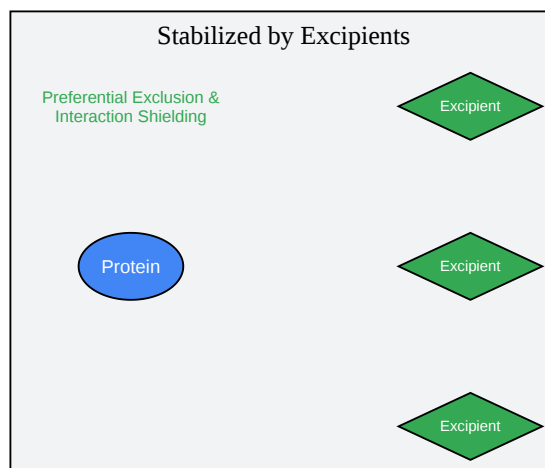 Stabilized by Excipients
Preferential Exclusion &
Interaction Shielding
Excipient
Protein
Excipient
Excipient